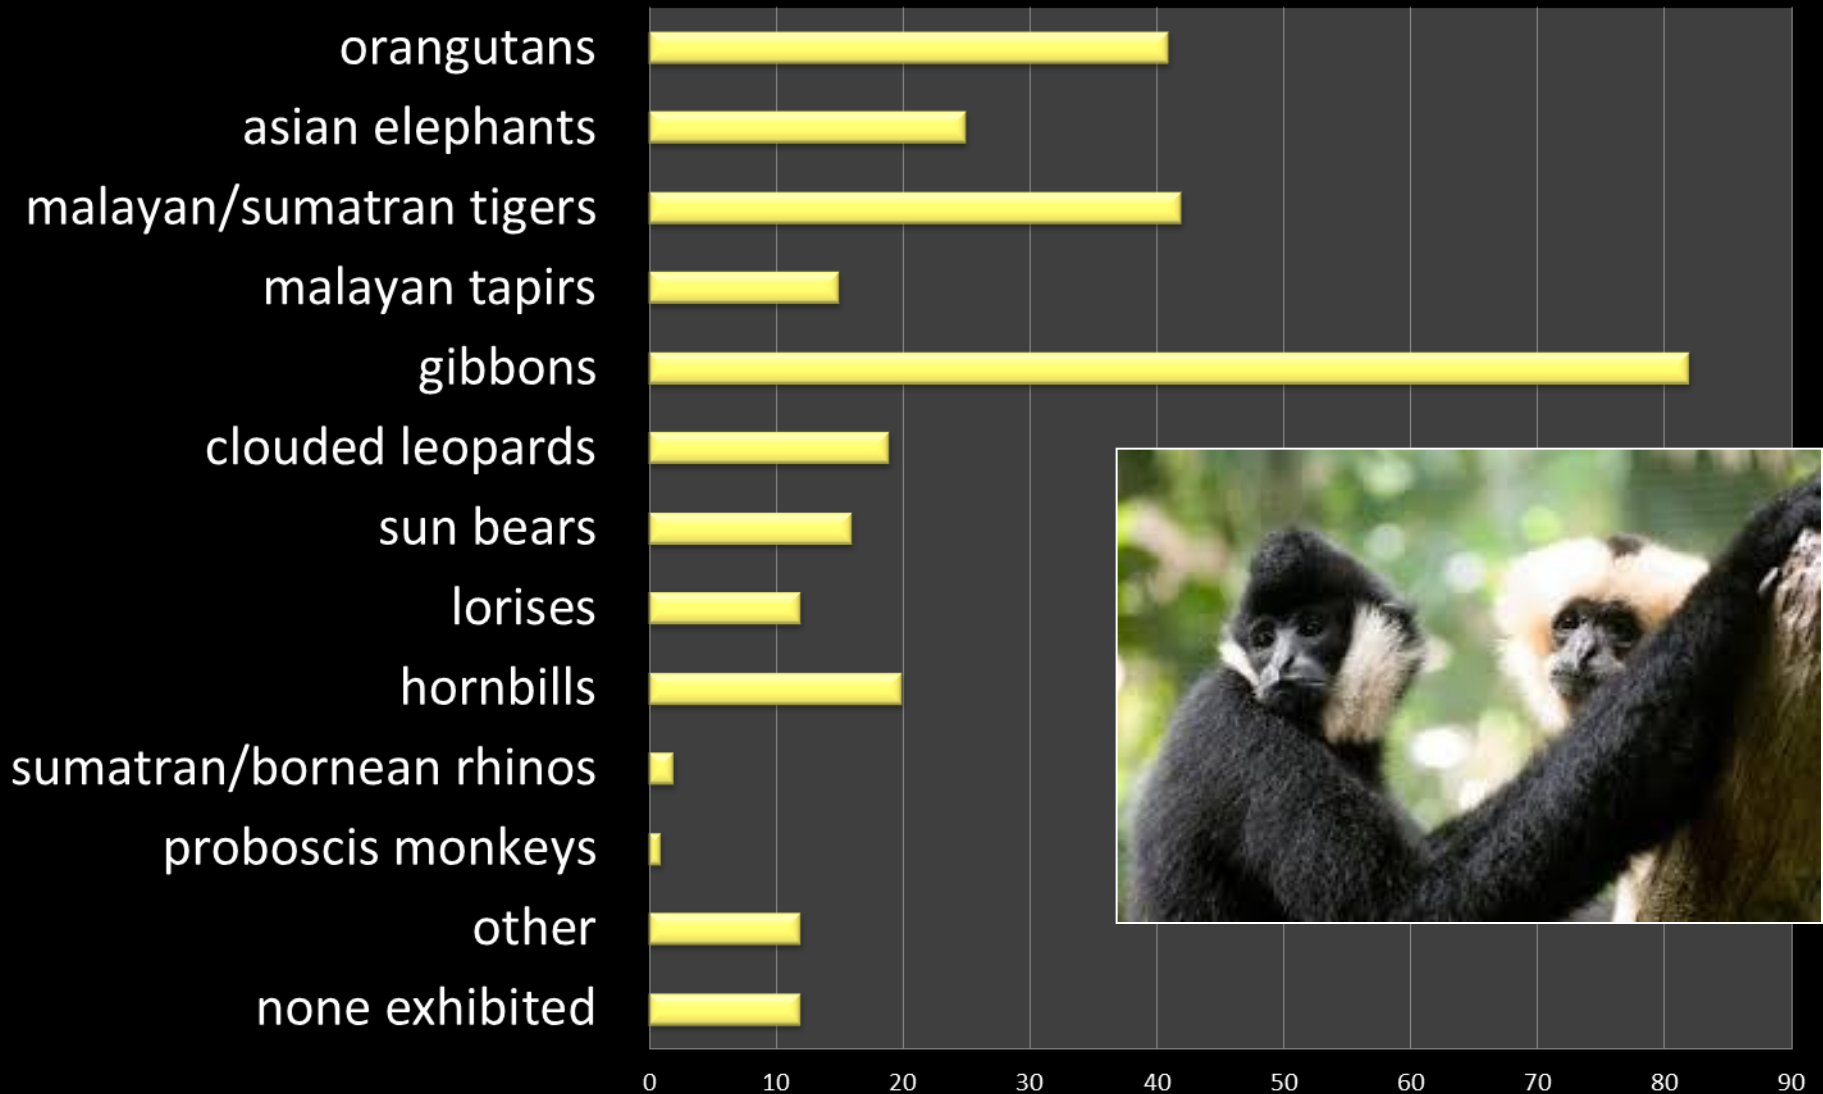 orangutans
asian elephants
malayan/sumatran tigers
malayan tapirs
gibbons
clouded leopards
sun bears
lorises
hornbills
sumatran/bornean rhinos
proboscis monkeys
other
none exhibited
0 10 20 30 40 50 60 70 80 90